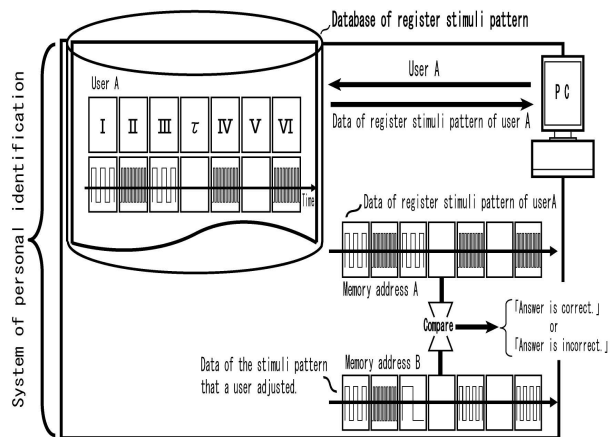 Database of register stimuli pattern
System of personal identification
User A
Ⅰ Ⅱ Ⅲ τ Ⅳ Ⅴ Ⅵ
Time
User A
Data of register stimuli pattern of user A
PC
Data of register stimuli pattern of userA
Memory address A
Compare
「Answer is correct.」
or
「Answer is incorrect.」
Data of the stimuli pattern
that a user adjusted.
Memory address B